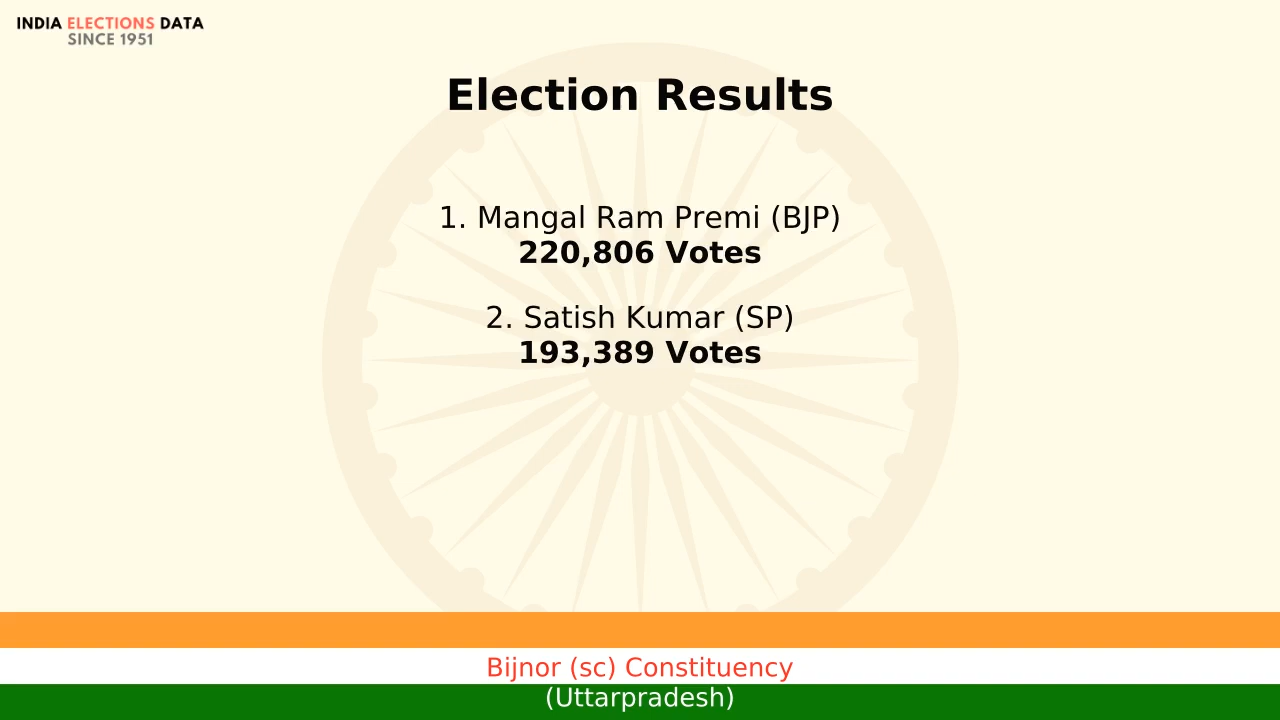 INDIA ELECTIONS DATA
SINCE 1951
Election Results
1. Mangal Ram Premi (BJP)
220,806 Votes
2. Satish Kumar (SP)
193,389 Votes
Bijnor (sc) Constituency
(Uttarpradesh)